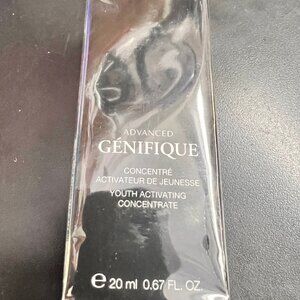 ADVANCED
GÉNIFIQUE
CONCENTRÉ
ACTIVATEUR DE JEUNESSE
YOUTH ACTIVATING
CONCENTRATE
℮ 20 ml 0.67 FL. OZ.